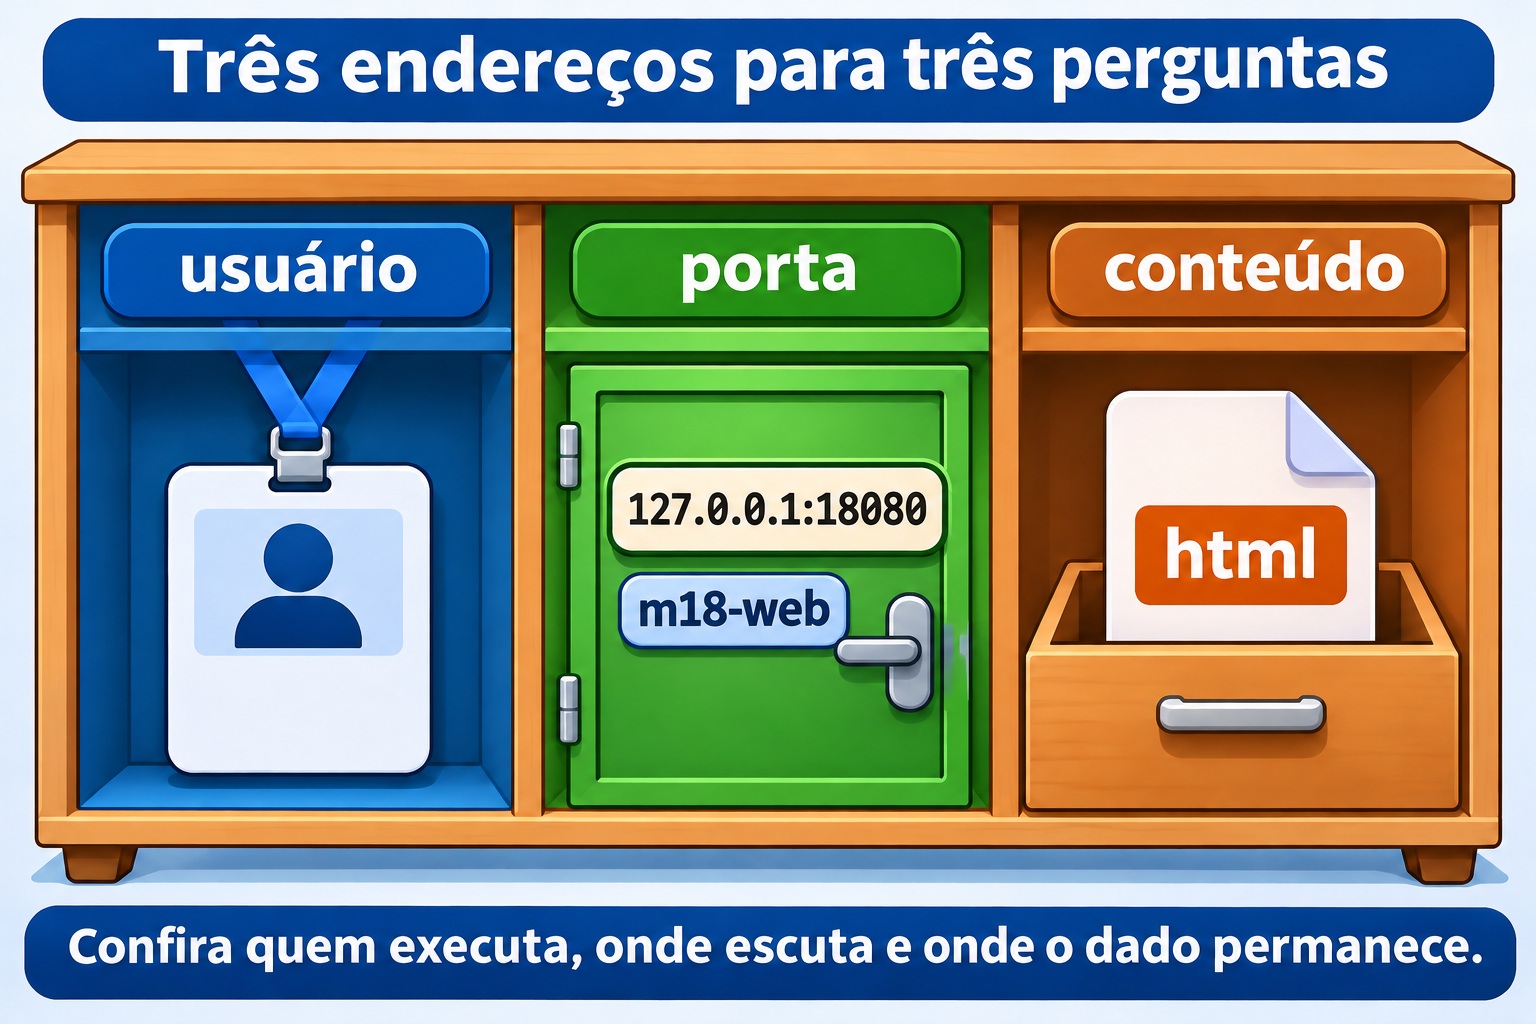 Três endereços para três perguntas
usuário
porta
conteúdo
127.0.0.1:18080
m18-web
html
Confira quem executa, onde escuta e onde o dado permanece.